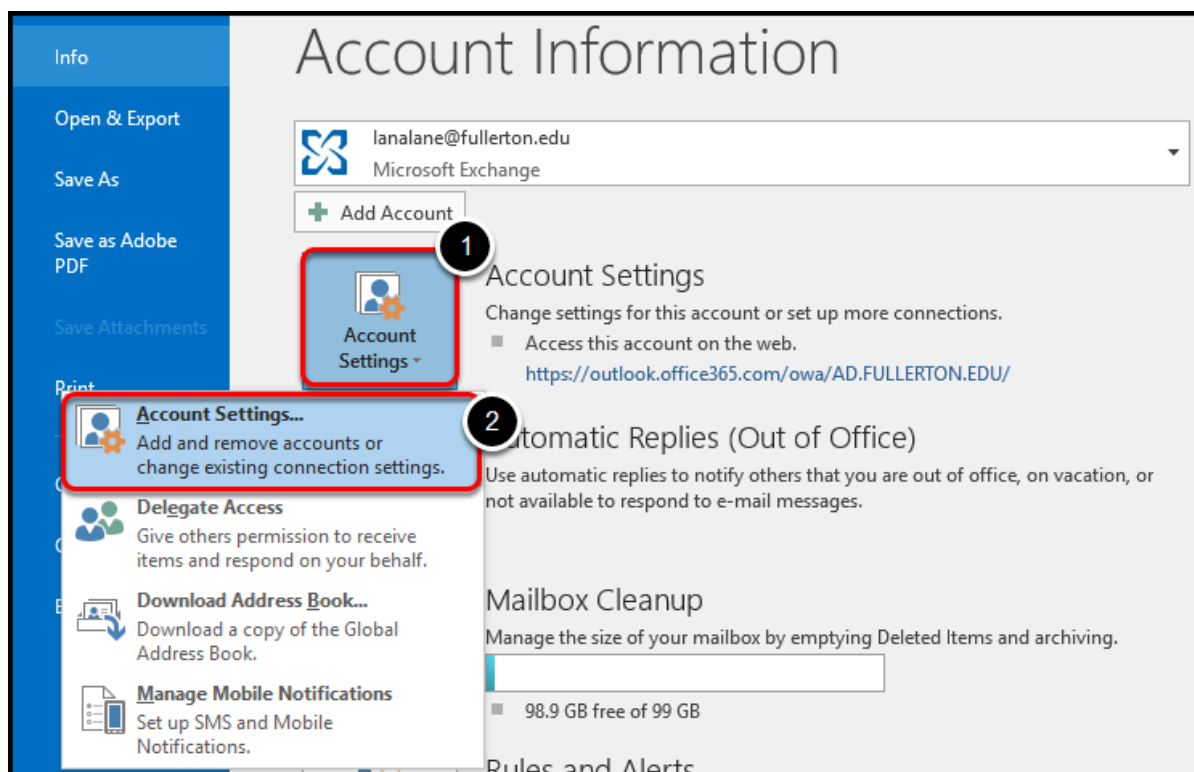 Account Information
Info
Open & Export
Save As
Save as Adobe
PDF
Save Attachments
Print
lanalane@fullerton.edu
Microsoft Exchange
Add Account
1
Account
Settings
Account Settings
Change settings for this account or set up more connections.
Access this account on the web.
https://outlook.office365.com/owa/AD.FULLERTON.EDU/
Account Settings...
Add and remove accounts or
change existing connection settings.
2
Delegate Access
Give others permission to receive
items and respond on your behalf.
Download Address Book...
Download a copy of the Global
Address Book.
Manage Mobile Notifications
Set up SMS and Mobile
Notifications.
utomatic Replies (Out of Office)
Use automatic replies to notify others that you are out of office, on vacation, or
not available to respond to e-mail messages.
Mailbox Cleanup
Manage the size of your mailbox by emptying Deleted Items and archiving.
98.9 GB free of 99 GB
Rules and Alerts